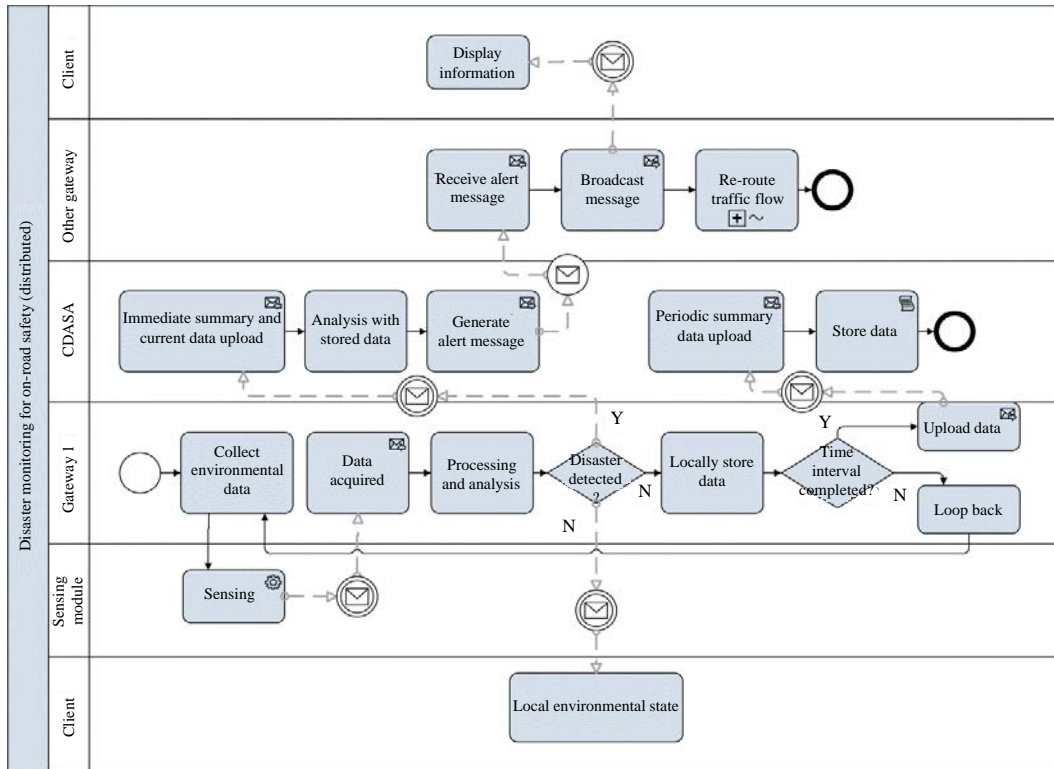 Disaster monitoring for on-road safety (distributed)
Client
Display
information
Other gateway
Receive alert
message
Broadcast
message
Re-route
traffic flow
CDASA
Immediate summary and
current data upload
Analysis with
stored data
Generate
alert message
Periodic summary
data upload
Store data
Gateway 1
Collect
environmental
data
Data
acquired
Processing
and analysis
Y
Disaster
detected
?
N
N
Locally store
data
Y
Time
interval
completed?
N
Upload data
Loop back
Sensing
module
Sensing
Client
Local environmental state